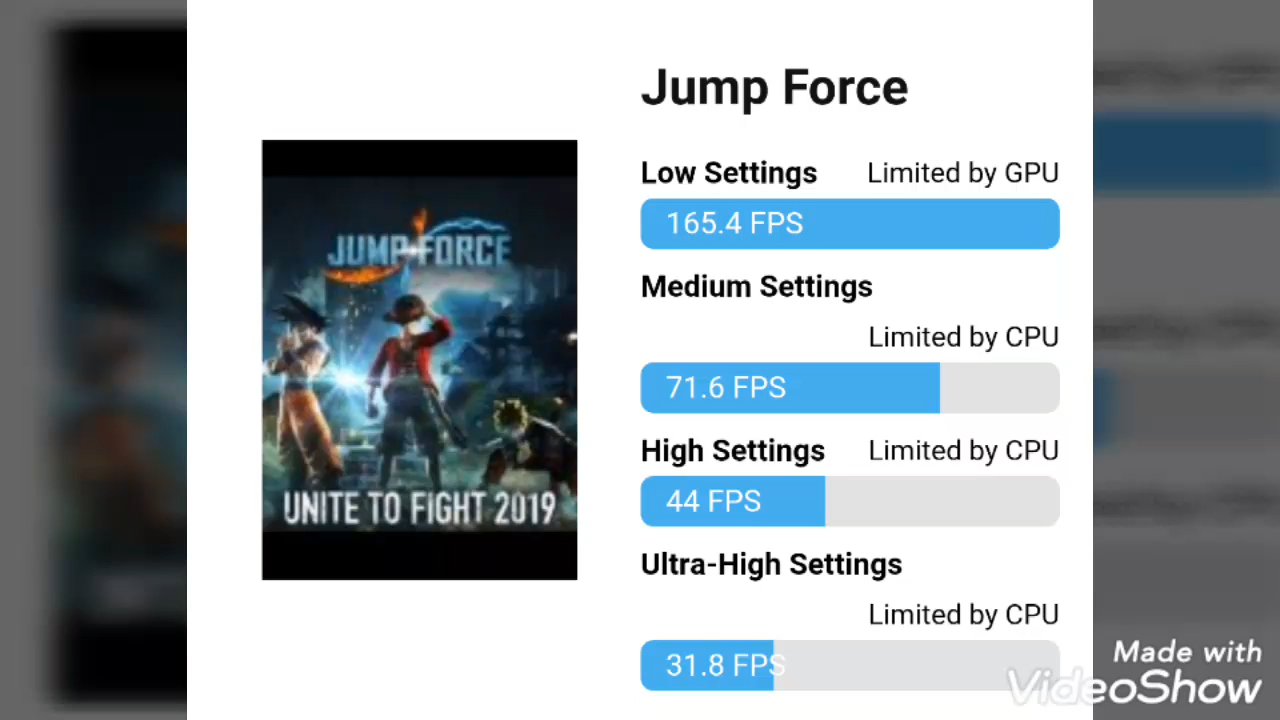 Jump Force
Low Settings Limited by GPU
165.4 FPS
Medium Settings
Limited by CPU
71.6 FPS
High Settings Limited by CPU
44 FPS
Ultra-High Settings
Limited by CPU
31.8 FPS
JUMP FORCE
UNITE TO FIGHT 2019
Made with
VideoShow